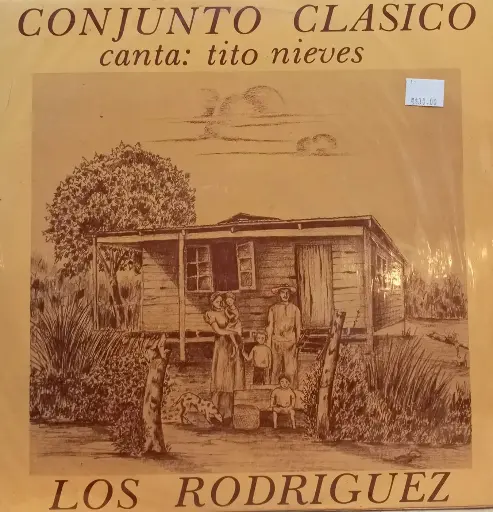 CONJUNTO CLASICO
canta: tito nieves
LOS RODRIGUEZ